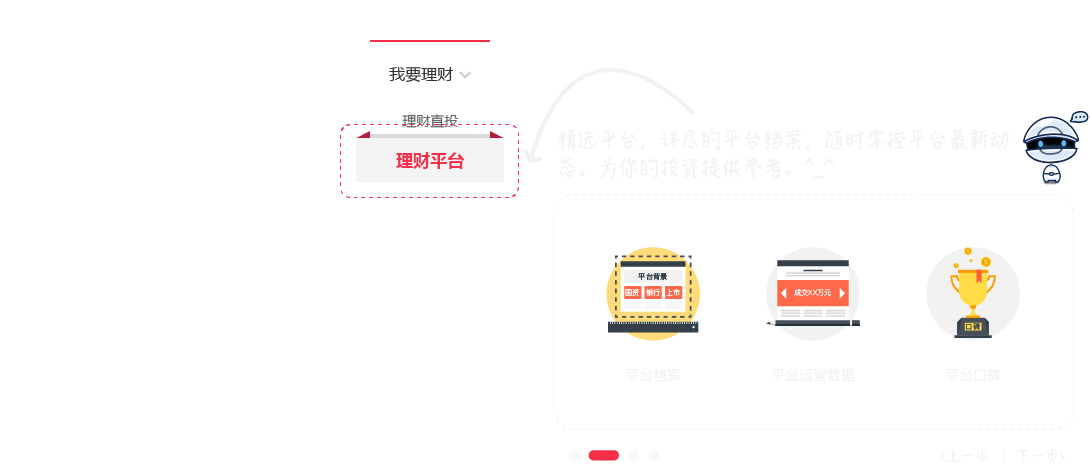 我要理财
理财直投
理财平台
精选平台，详尽的平台档案，随时掌控平台最新动
态。为你的投资提供参考。^_^
平台背景
国资 银行 上市
成交XX万元
口碑
平台档案 平台运营数据 平台口碑
<上一步 | 下一步>